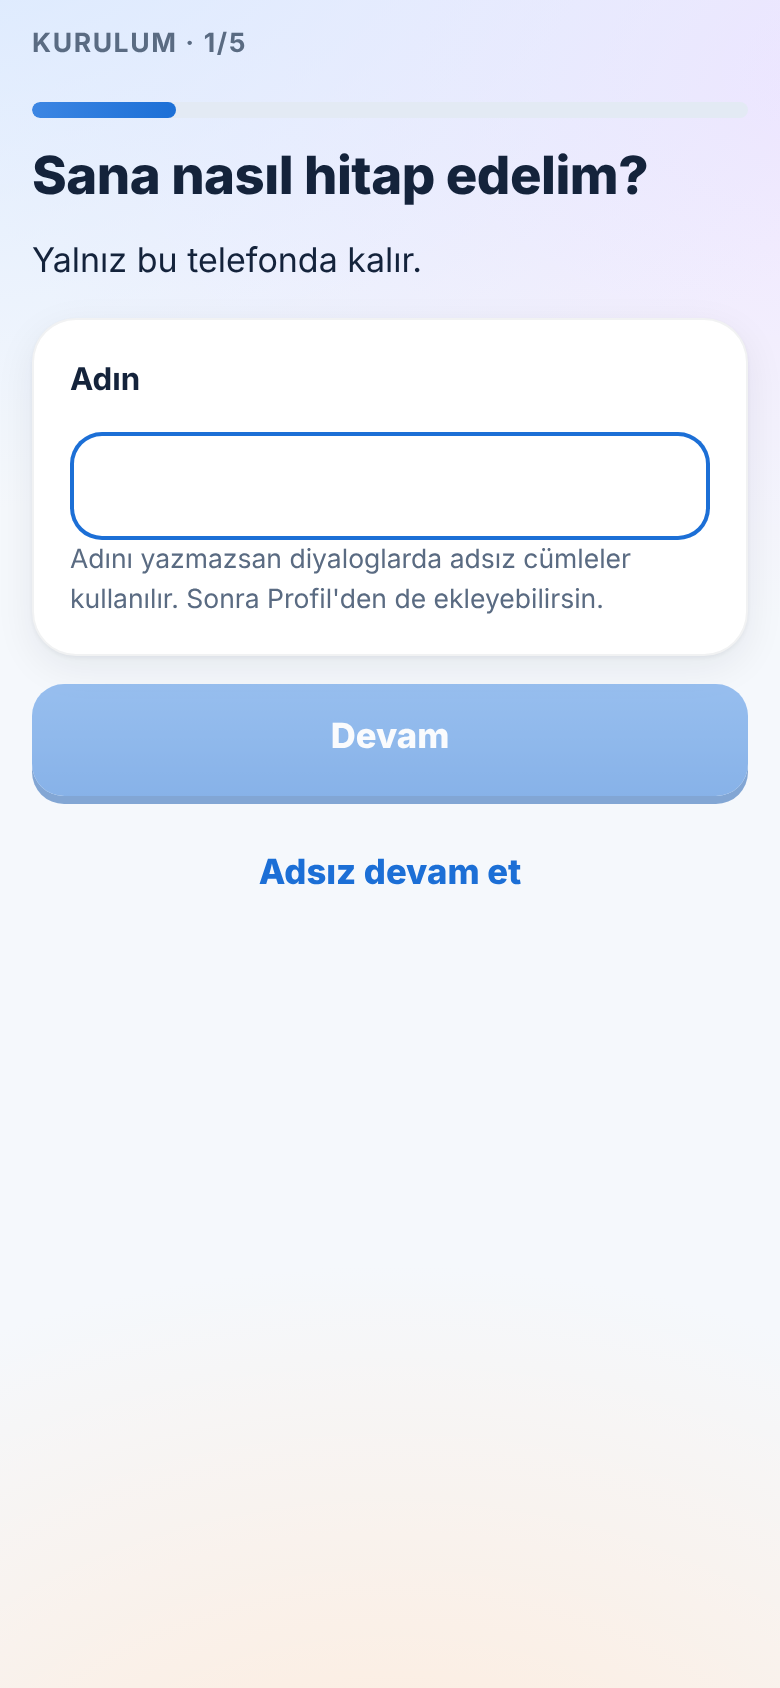 KURULUM · 1/5
Sana nasıl hitap edelim?
Yalnız bu telefonda kalır.
Adın
Adını yazmazsan diyaloglarda adsız cümleler
kullanılır. Sonra Profil'den de ekleyebilirsin.
Devam
Adsız devam et